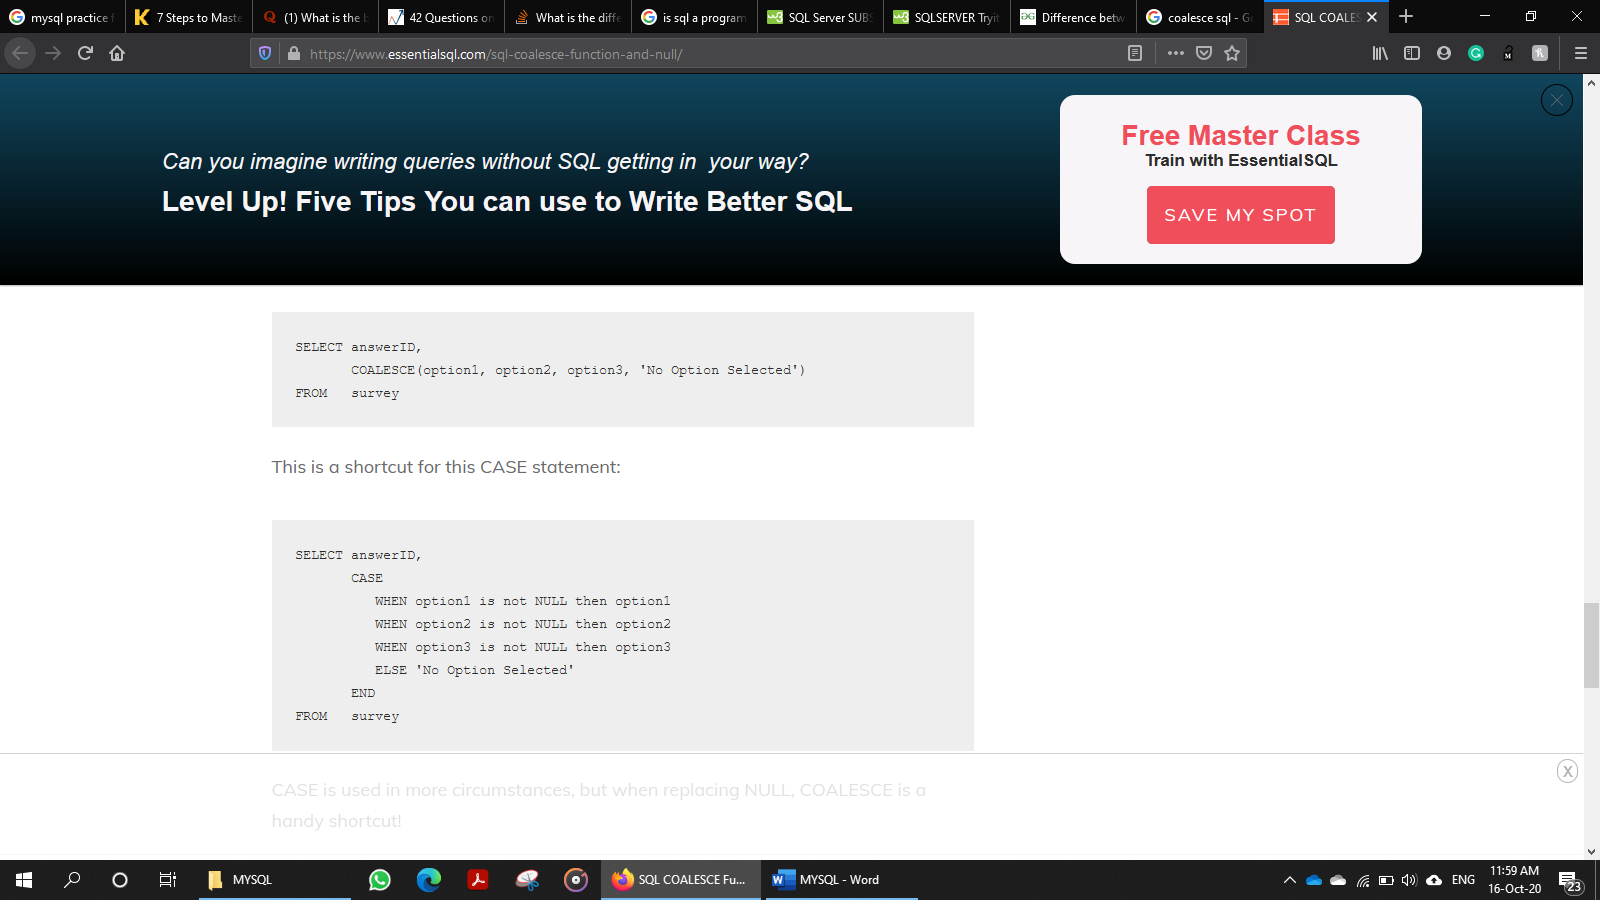 mysql practice f
7 Steps to Maste
(1) What is the b
42 Questions on
What is the diffe
is sql a program
SQL Server SUBS
SQLSERVER Tryit
Difference betw
coalesce sql - Go
SQL COALES
https://www.essentialsql.com/sql-coalesce-function-and-null/
Can you imagine writing queries without SQL getting in your way?
Level Up! Five Tips You can use to Write Better SQL
Free Master Class
Train with EssentialSQL
SAVE MY SPOT
SELECT answerID,
COALESCE(option1, option2, option3, 'No Option Selected')
FROM survey
This is a shortcut for this CASE statement:
SELECT answerID,
CASE
WHEN option1 is not NULL then option1
WHEN option2 is not NULL then option2
WHEN option3 is not NULL then option3
ELSE 'No Option Selected'
END
FROM survey
CASE is used in more circumstances, but when replacing NULL, COALESCE is a
handy shortcut!
MYSQL
SQL COALESCE Fu...
MYSQL - Word
ENG
11:59 AM
16-Oct-20
23